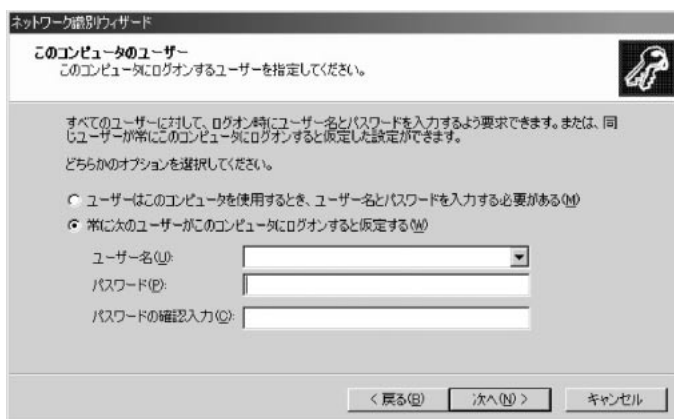 ネットワーク識別ウィザード
このコンピュータのユーザー
このコンピュータにログオンするユーザーを指定してください。
すべてのユーザーに対して、ログオン時にユーザー名とパスワードを入力するよう要求できます。または、同
じユーザーが常にこのコンピュータにログオンすると仮定した設定ができます。
どちらかのオプションを選択してください。
ユーザーはこのコンピュータを使用するとき、ユーザー名とパスワードを入力する必要がある(M)
常に次のユーザーがこのコンピュータにログオンすると仮定する(W)
ユーザー名(U):
パスワード(P):
パスワードの確認入力(C):
< 戻る(B) 次へ(N) > キャンセル